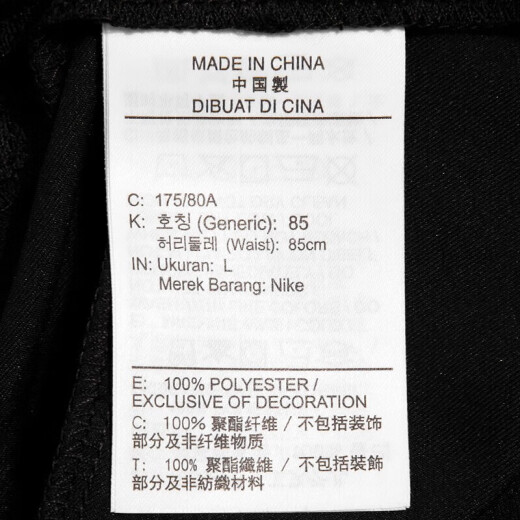 MADE IN CHINA
中国製
DIBUAT DI CINA
C: 175/80A
K: 호칭 (Generic): 85
허리둘레 (Waist): 85cm
IN: Ukuran: L
Merek Barang: Nike
E: 100% POLYESTER /
EXCLUSIVE OF DECORATION
C: 100% 聚酯纤维 / 不包括装饰
部分及非纤维物质
T: 100% 聚酯纖維 / 不包括裝飾
部分及非紡織材料